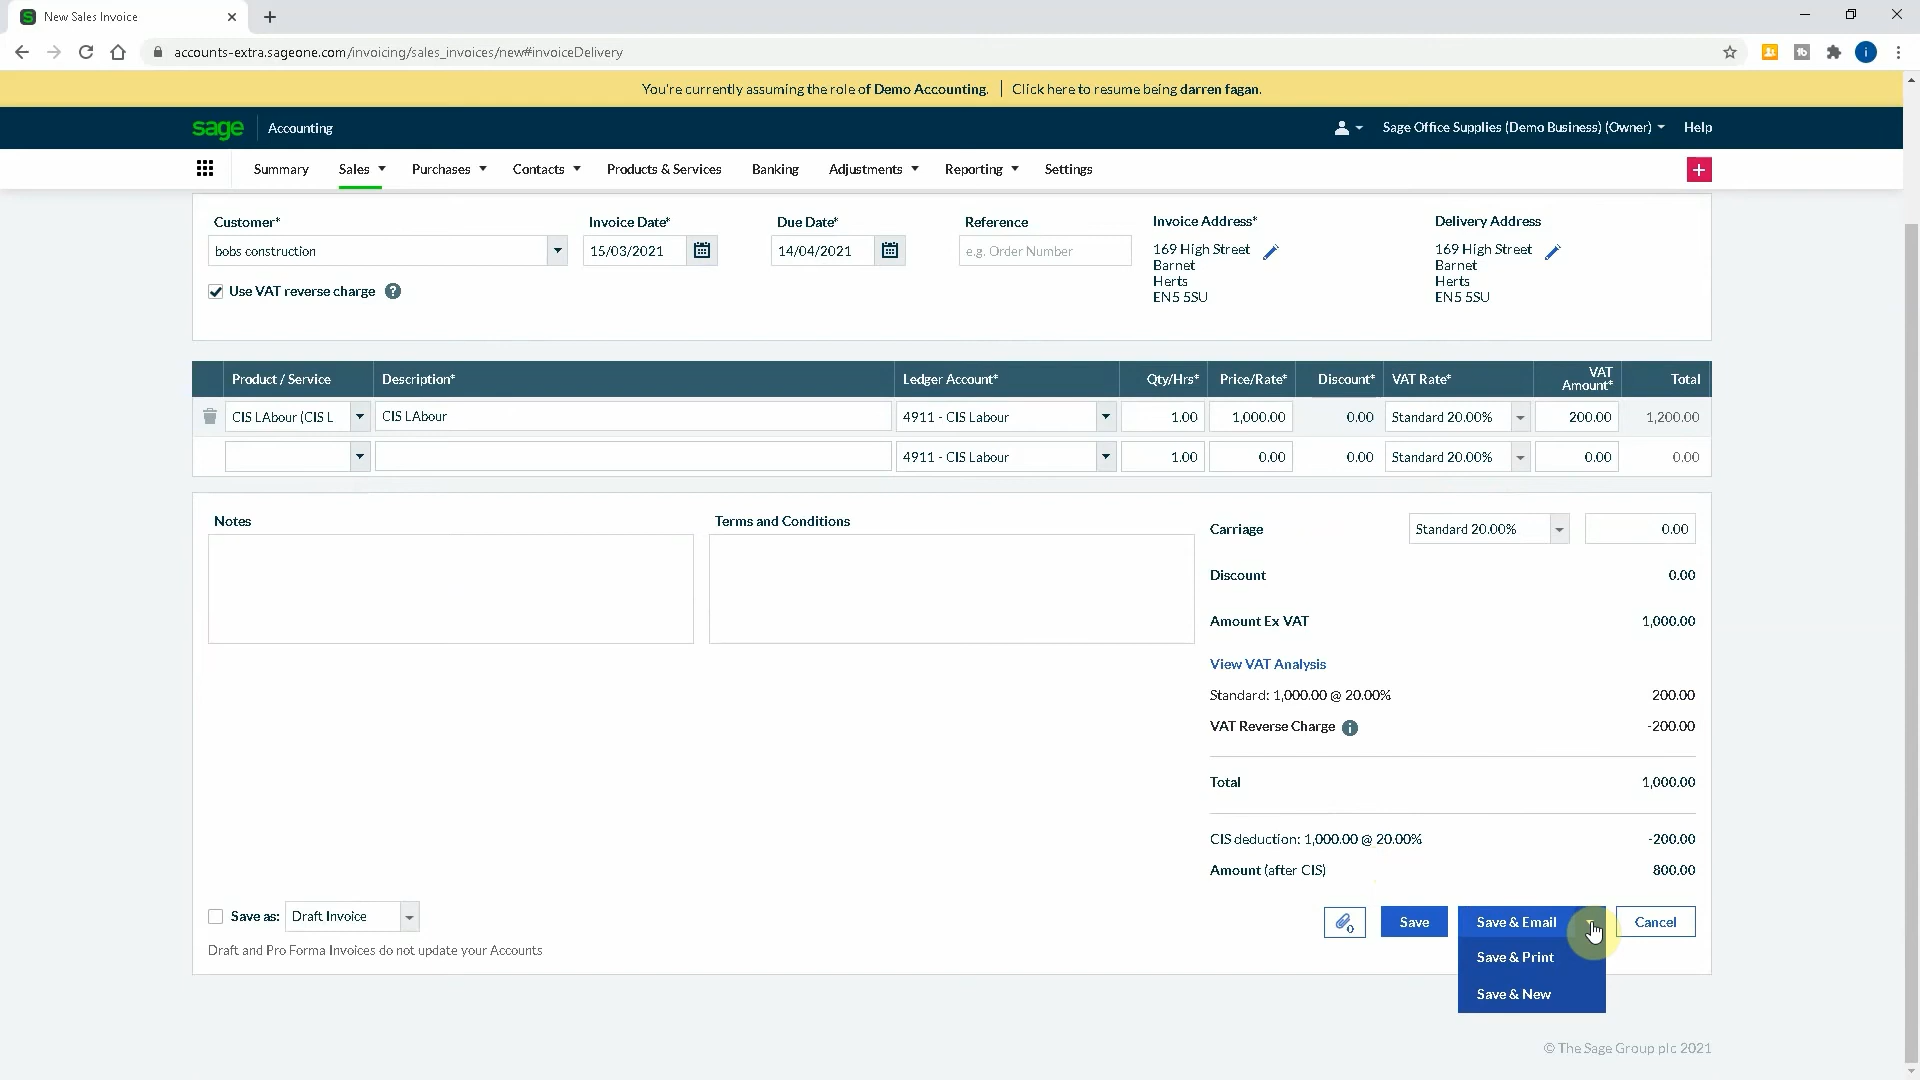 New Sales Invoice
accounts-extra.sageone.com/invoicing/sales_invoices/new#invoiceDelivery
You're currently assuming the role of Demo Accounting. Click here to resume being darren fagan.
sage Accounting Sage Office Supplies (Demo Business) (Owner) Help
Summary Sales Purchases Contacts Products & Services Banking Adjustments Reporting Settings
Customer* Invoice Date* Due Date* Reference Invoice Address* Delivery Address
bobs construction 15/03/2021 14/04/2021 e.g. Order Number 169 High Street 169 High Street
Barnet Barnet
Herts Herts
EN5 5SU EN5 5SU
Use VAT reverse charge ?
Product / Service Description* Ledger Account* Qty/Hrs* Price/Rate* Discount* VAT Rate* VAT Amount* Total
CIS LAbour (CIS L CIS LAbour 4911 - CIS Labour 1.00 1,000.00 0.00 Standard 20.00% 200.00 1,200.00
4911 - CIS Labour 1.00 0.00 0.00 Standard 20.00% 0.00 0.00
Notes Terms and Conditions
Carriage Standard 20.00% 0.00
Discount 0.00
Amount Ex VAT 1,000.00
View VAT Analysis
Standard: 1,000.00 @ 20.00% 200.00
VAT Reverse Charge i -200.00
Total 1,000.00
CIS deduction: 1,000.00 @ 20.00% -200.00
Amount (after CIS) 800.00
Save as: Draft Invoice 0 Save Save & Email Cancel
Draft and Pro Forma Invoices do not update your Accounts
Save & Print
Save & New
© The Sage Group plc 2021